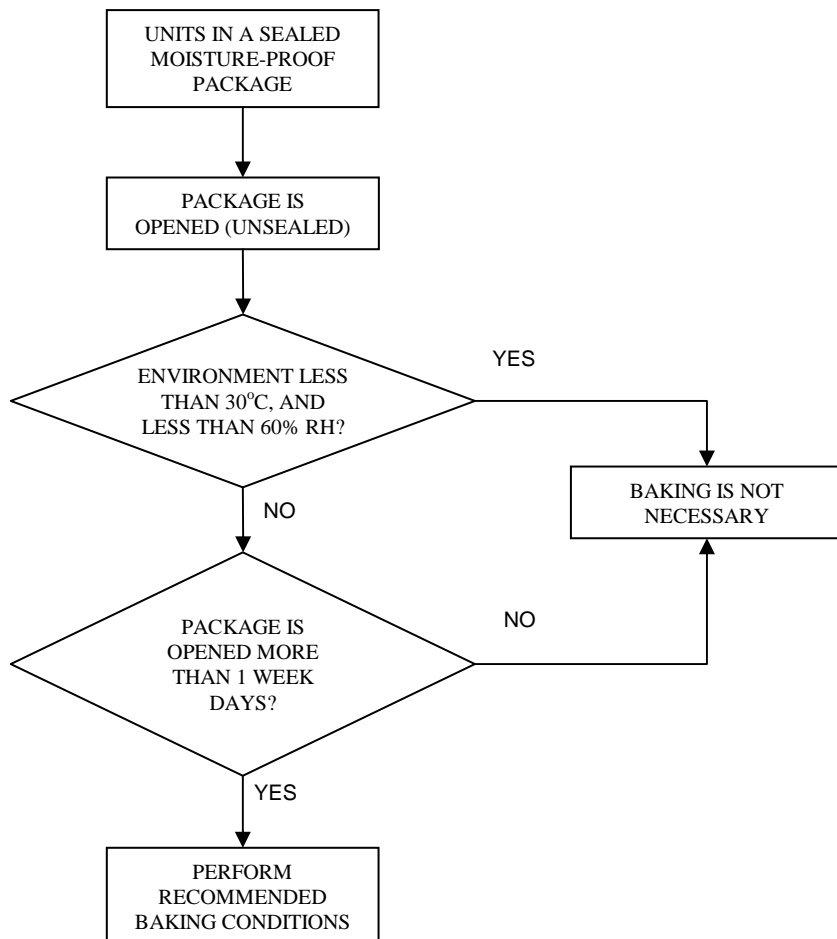 UNITS IN A SEALED
MOISTURE-PROOF
PACKAGE
PACKAGE IS
OPENED (UNSEALED)
ENVIRONMENT LESS
THAN 30°C, AND
LESS THAN 60% RH?
YES
BAKING IS NOT
NECESSARY
NO
PACKAGE IS
OPENED MORE
THAN 1 WEEK
DAYS?
NO
YES
PERFORM
RECOMMENDED
BAKING CONDITIONS